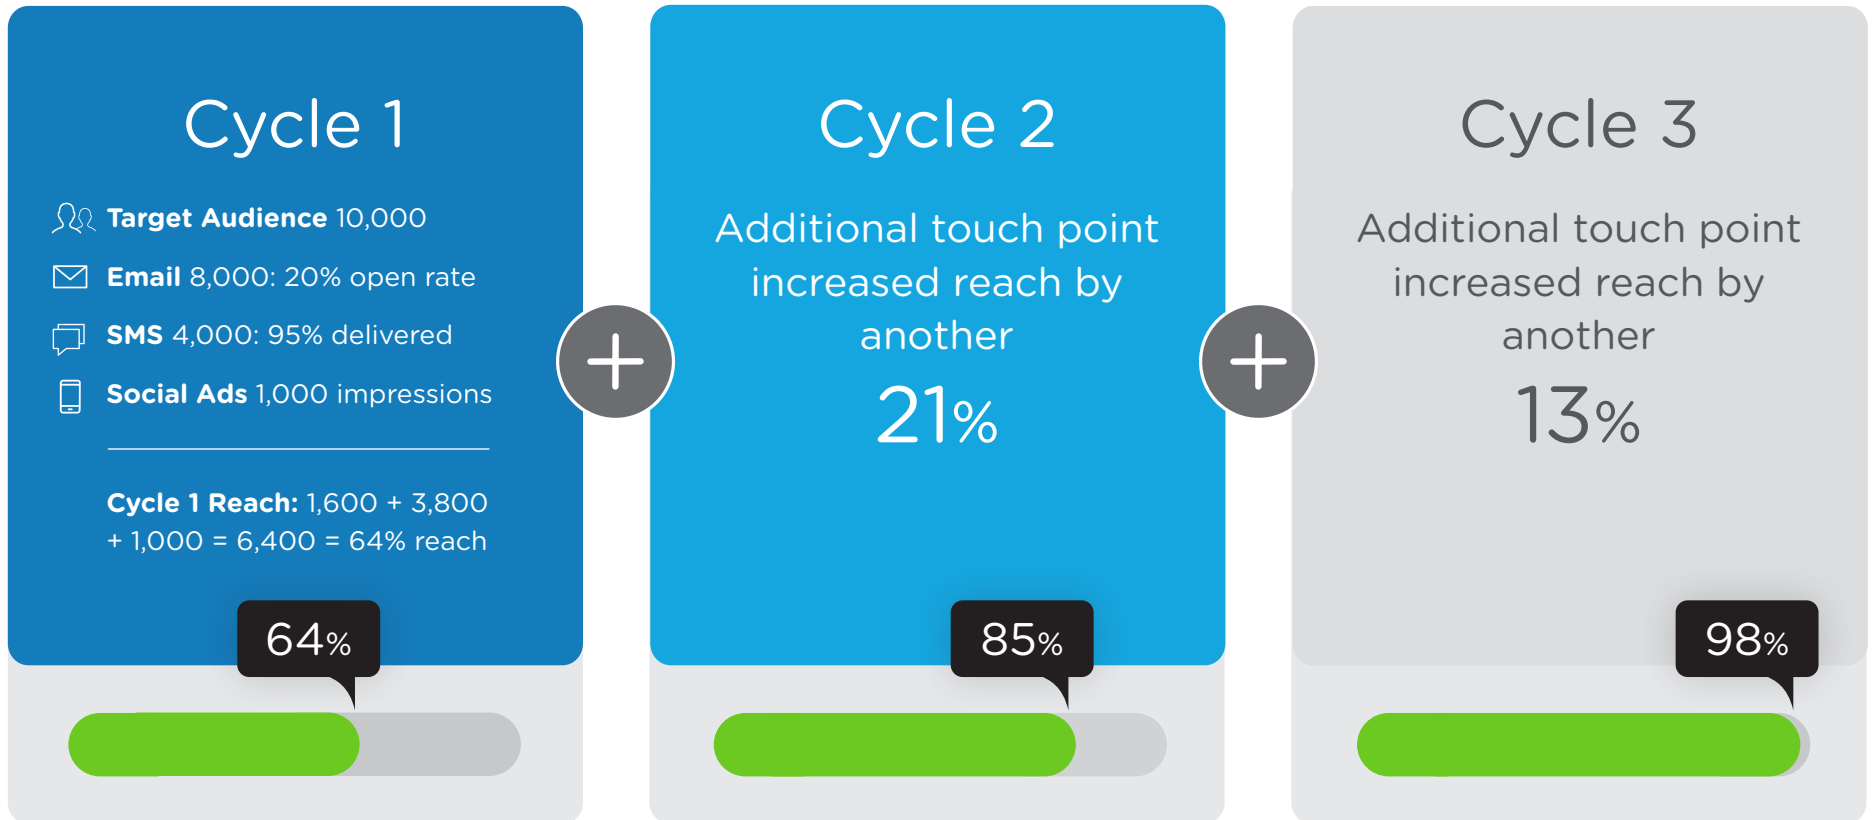 Cycle 1
Target Audience 10,000
Email 8,000: 20% open rate
SMS 4,000: 95% delivered
Social Ads 1,000 impressions
Cycle 1 Reach: 1,600 + 3,800
+ 1,000 = 6,400 = 64% reach
64%
+
Cycle 2
Additional touch point
increased reach by
another
21%
85%
+
Cycle 3
Additional touch point
increased reach by
another
13%
98%